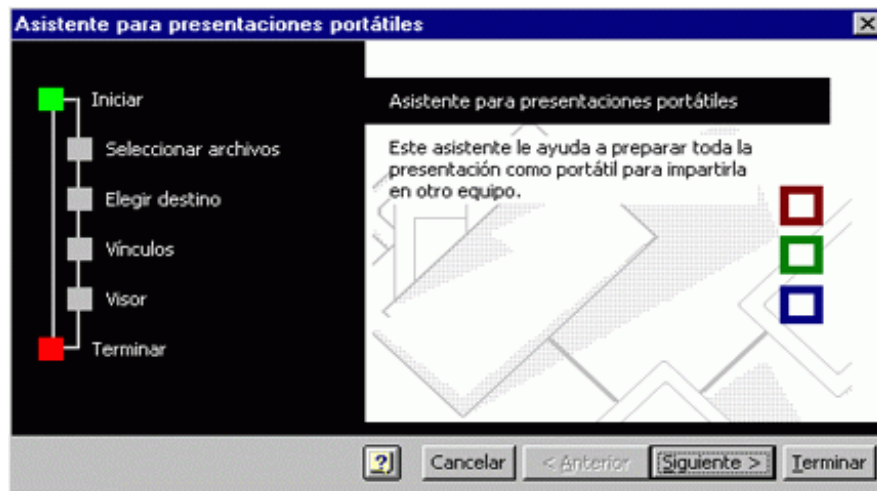 Asistente para presentaciones portátiles
Iniciar
Seleccionar archivos
Elegir destino
Vínculos
Visor
Terminar
Asistente para presentaciones portátiles
Este asistente le ayuda a preparar toda la
presentación como portátil para impartirla
en otro equipo.
Cancelar
< Anterior
Siguiente >
Terminar